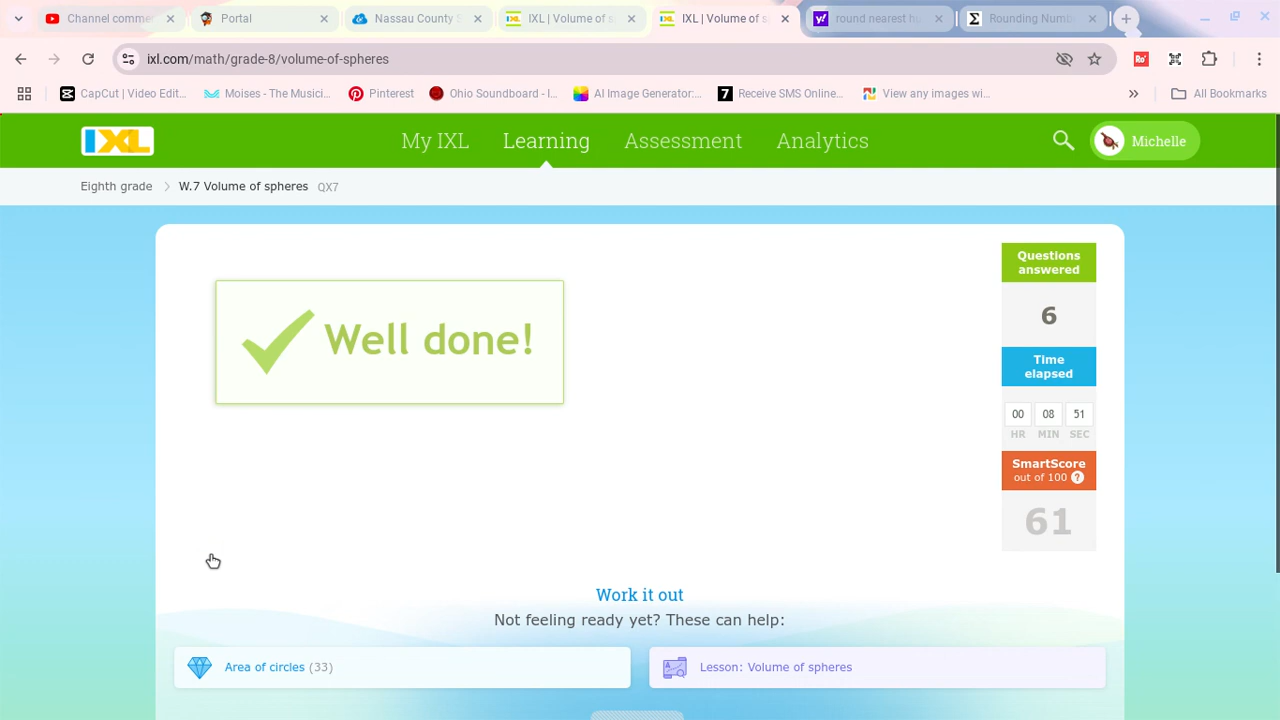 Channel comme
Portal
Nassau County
IXL | Volume of s
IXL | Volume of s
round nearest hu
Rounding Numb
ixl.com/math/grade-8/volume-of-spheres
CapCut | Video Edit...
Moises - The Musici...
Pinterest
Ohio Soundboard - I...
AI Image Generator:...
Receive SMS Online...
View any images wi...
All Bookmarks
IXL
My IXL
Learning
Assessment
Analytics
Michelle
Eighth grade
W.7 Volume of spheres
QX7
Well done!
Questions
answered
6
Time
elapsed
00 08 51
HR MIN SEC
SmartScore
out of 100 ?
61
Work it out
Not feeling ready yet? These can help:
Area of circles (33)
Lesson: Volume of spheres